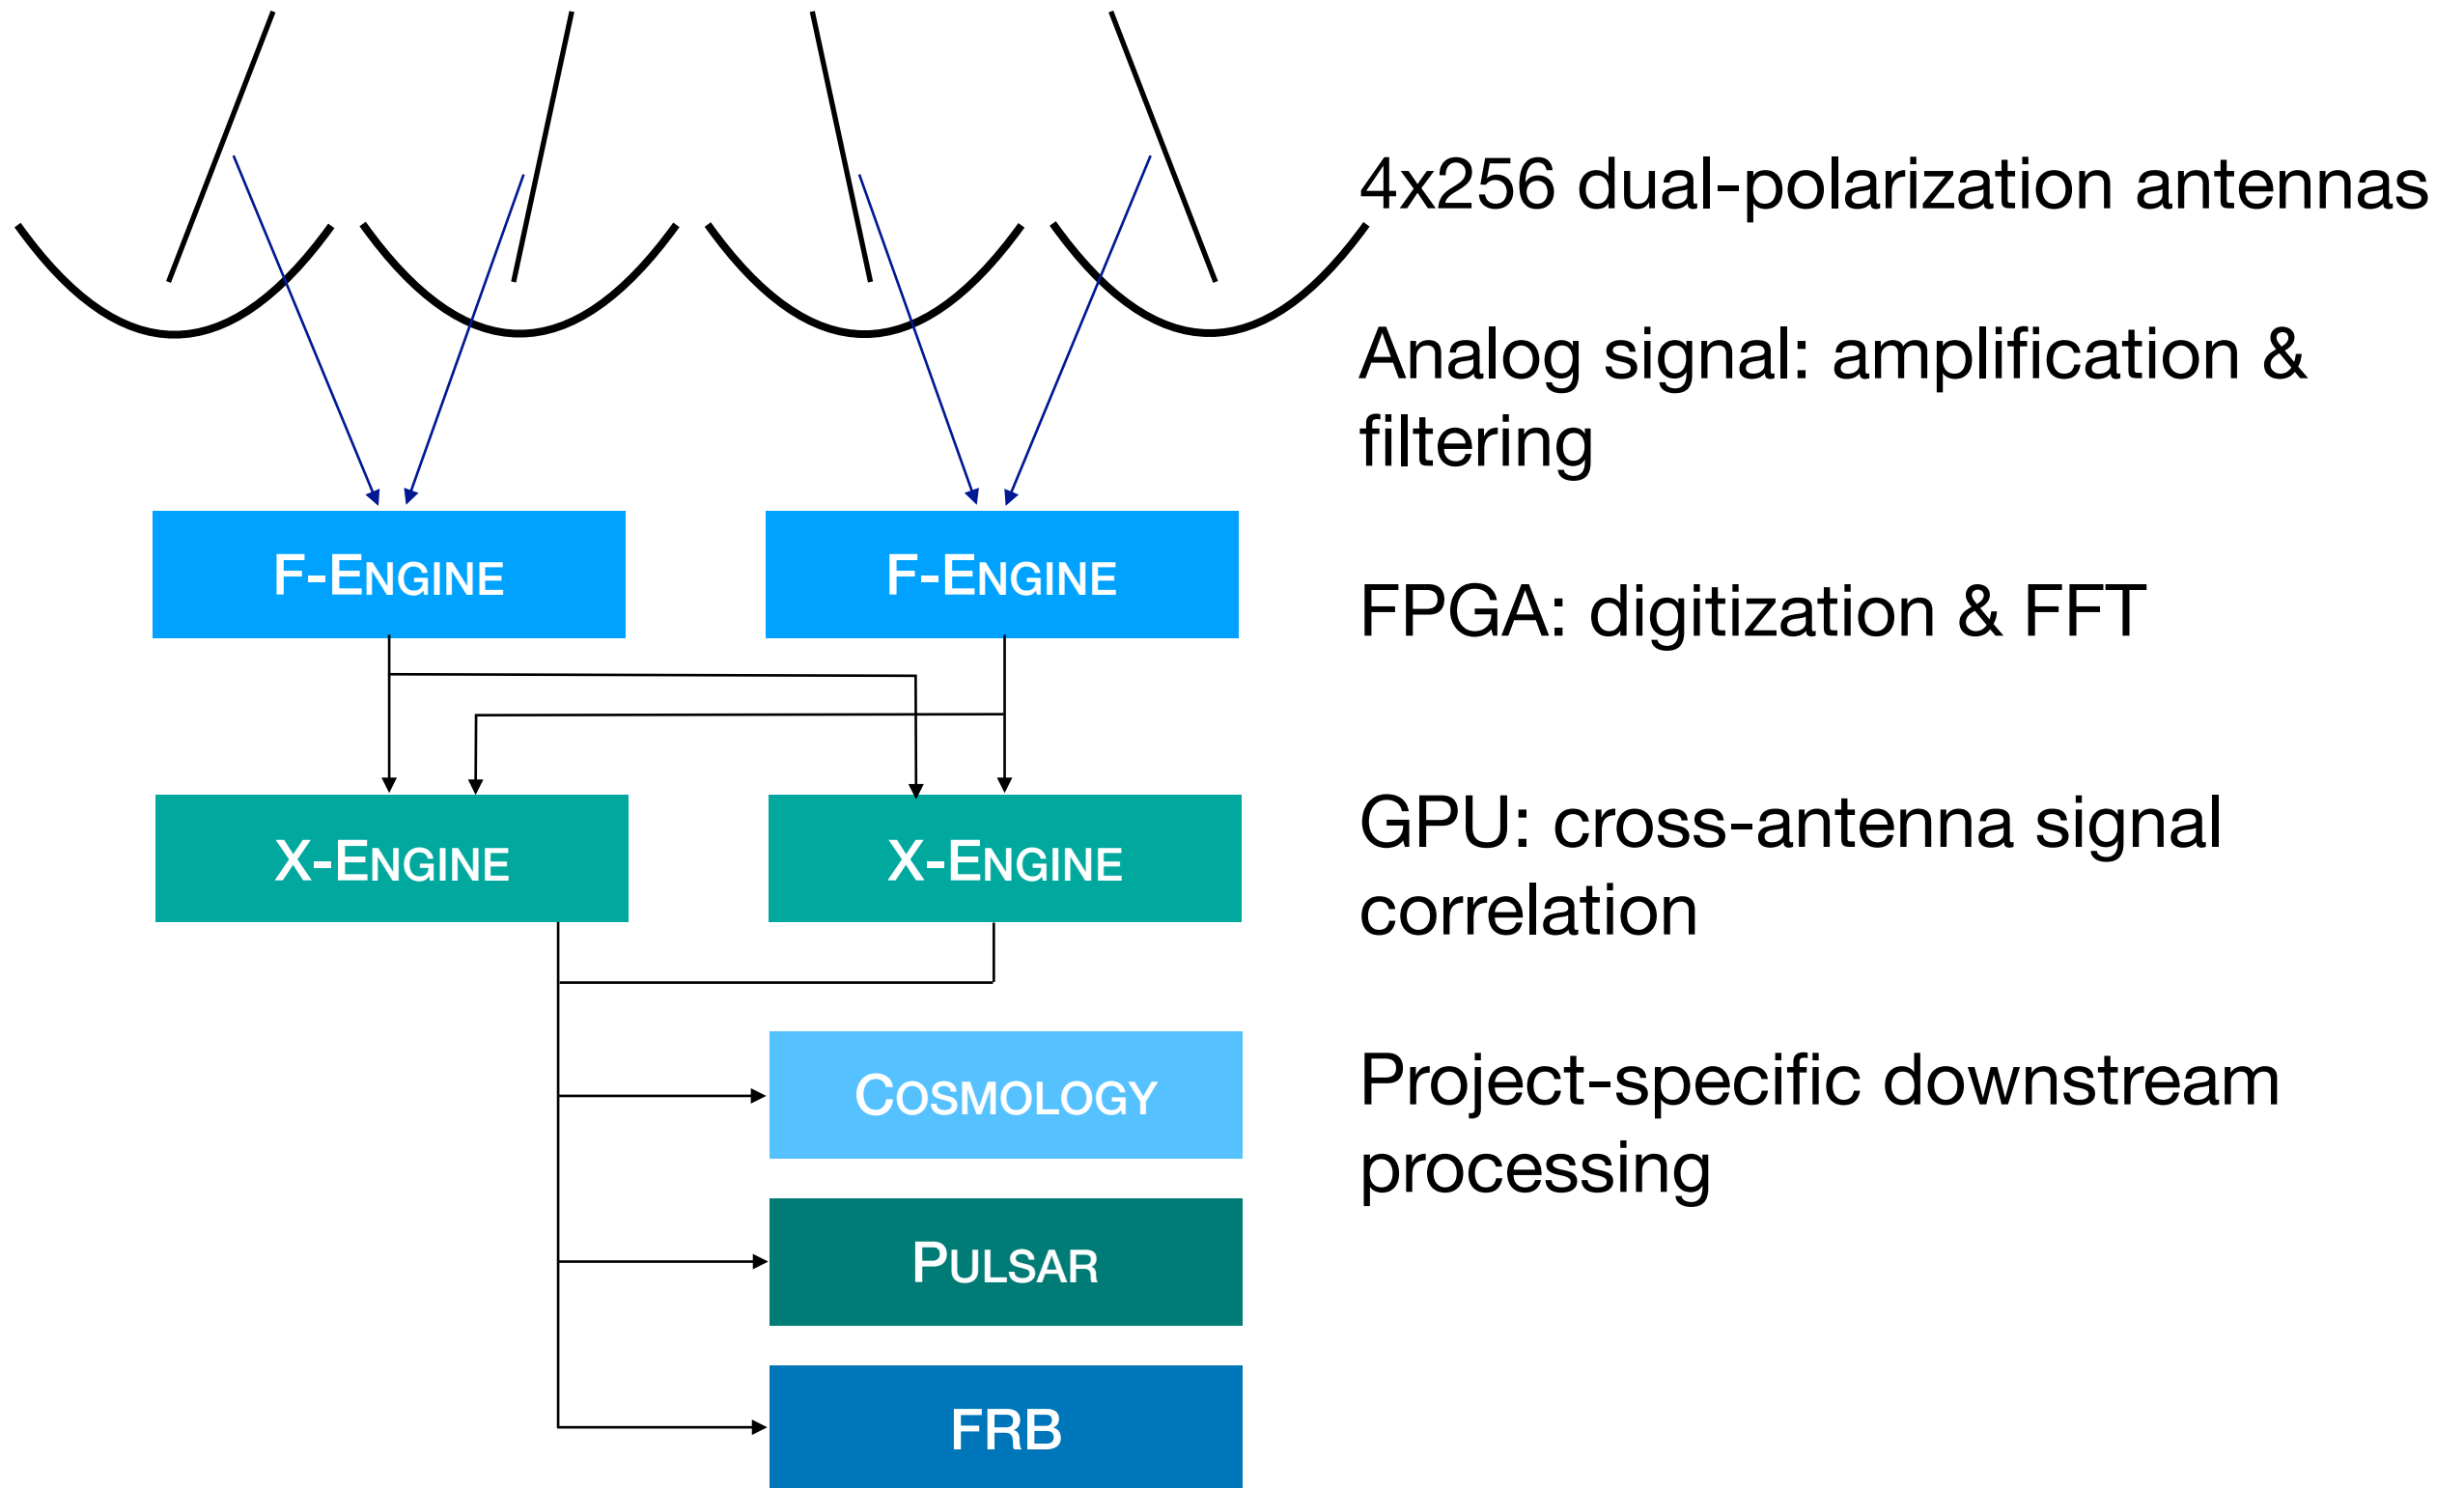 4x256 dual-polarization antennas
Analog signal: amplification &
filtering
F-Engine
F-Engine
FPGA: digitization & FFT
X-Engine
X-Engine
GPU: cross-antenna signal
correlation
Cosmology
Project-specific downstream
processing
Pulsar
FRB